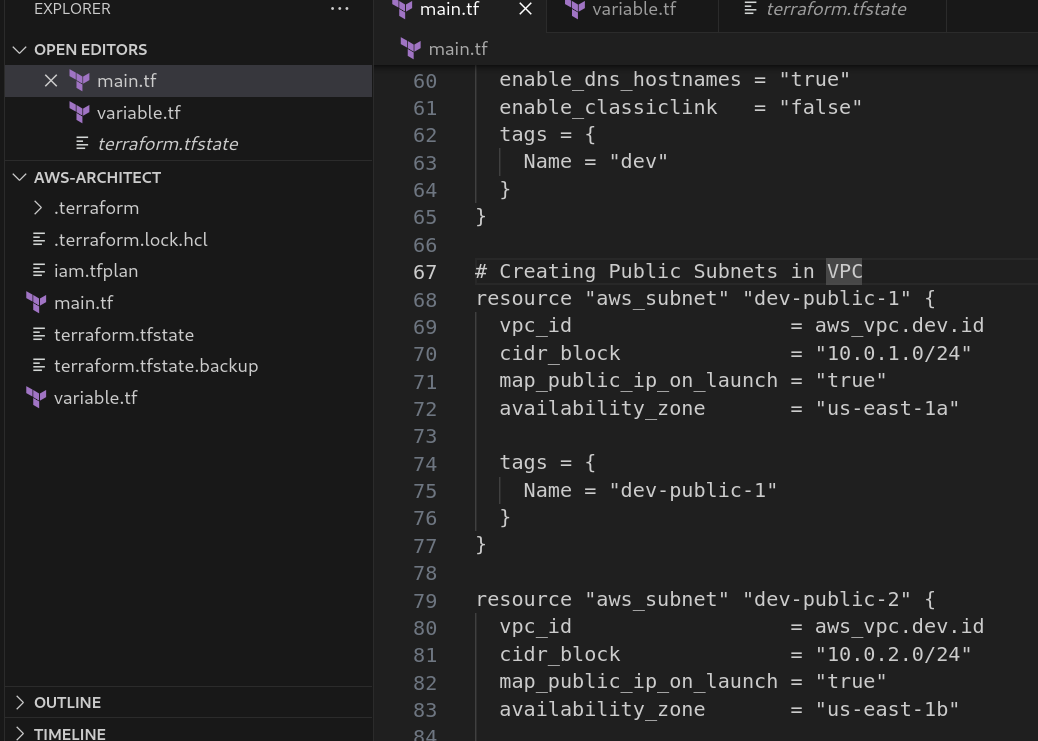 EXPLORER
OPEN EDITORS
main.tf
variable.tf
terraform.tfstate
AWS-ARCHITECT
.terraform
.terraform.lock.hcl
iam.tfplan
main.tf
terraform.tfstate
terraform.tfstate.backup
variable.tf
OUTLINE
TIMELINE
main.tf variable.tf terraform.tfstate
main.tf
60 enable_dns_hostnames = "true"
61 enable_classiclink = "false"
62 tags = {
63 Name = "dev"
64 }
65 }
66
67 # Creating Public Subnets in VPC
68 resource "aws_subnet" "dev-public-1" {
69 vpc_id = aws_vpc.dev.id
70 cidr_block = "10.0.1.0/24"
71 map_public_ip_on_launch = "true"
72 availability_zone = "us-east-1a"
73
74 tags = {
75 Name = "dev-public-1"
76 }
77 }
78
79 resource "aws_subnet" "dev-public-2" {
80 vpc_id = aws_vpc.dev.id
81 cidr_block = "10.0.2.0/24"
82 map_public_ip_on_launch = "true"
83 availability_zone = "us-east-1b"
84